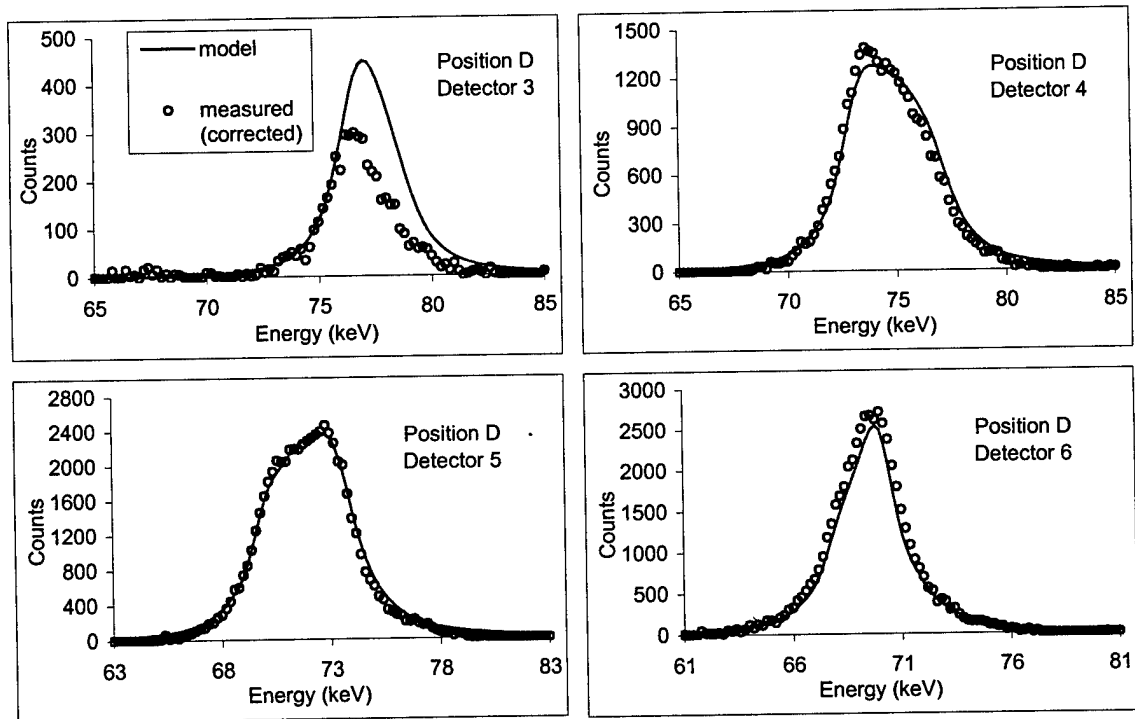 500
400
300
200
100
0
Counts
model
measured
(corrected)
Position D
Detector 3
65
70
75
80
85
Energy (keV)
1500
1200
900
600
300
0
Counts
Position D
Detector 4
65
70
75
80
85
Energy (keV)
2800
2400
2000
1600
1200
800
400
0
Counts
Position D
Detector 5
63
68
73
78
83
Energy (keV)
3000
2500
2000
1500
1000
500
0
Counts
Position D
Detector 6
61
66
71
76
81
Energy (keV)